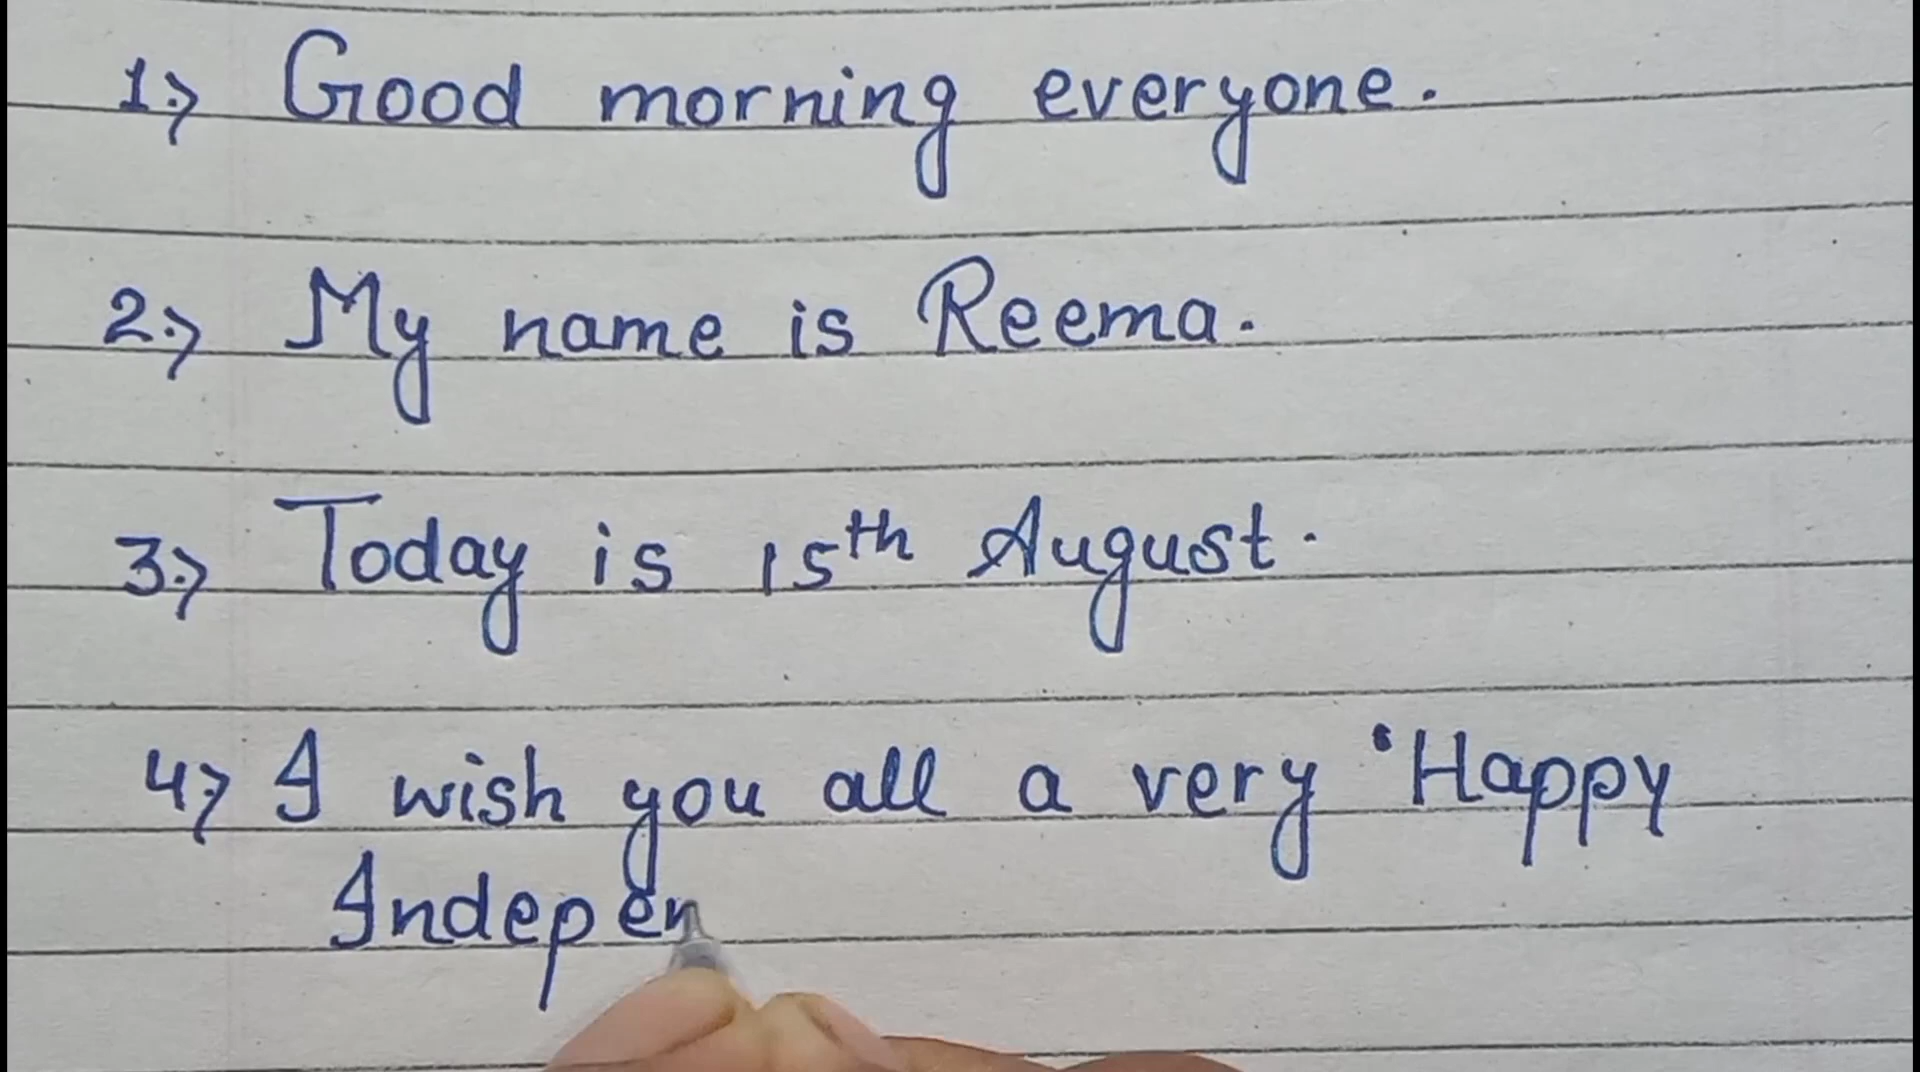 1.) Good morning everyone.
2.) My name is Reema.
3.) Today is 15th August.
4.) I wish you all a very 'Happy
Indepen